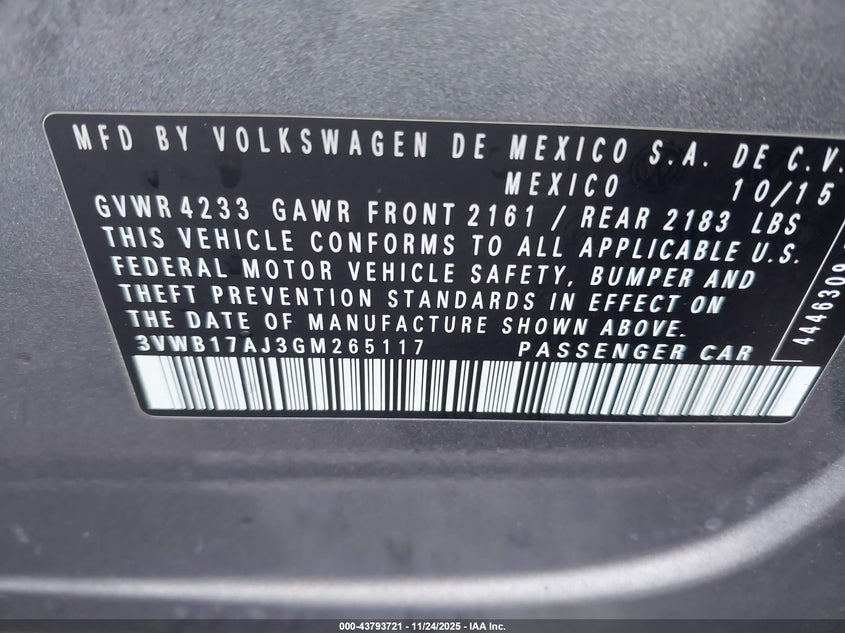 MFD BY VOLKSWAGEN DE MEXICO S.A. DE C.V.
MEXICO 10/15
GVWR 4233 GAWR FRONT 2161 / REAR 2183 LBS
THIS VEHICLE CONFORMS TO ALL APPLICABLE U.S.
FEDERAL MOTOR VEHICLE SAFETY, BUMPER AND
THEFT PREVENTION STANDARDS IN EFFECT ON
THE DATE OF MANUFACTURE SHOWN ABOVE.
3VWB17AJ3GM265117 PASSENGER CAR
4446309
000-43793721 - 11/24/2025 - IAA Inc.